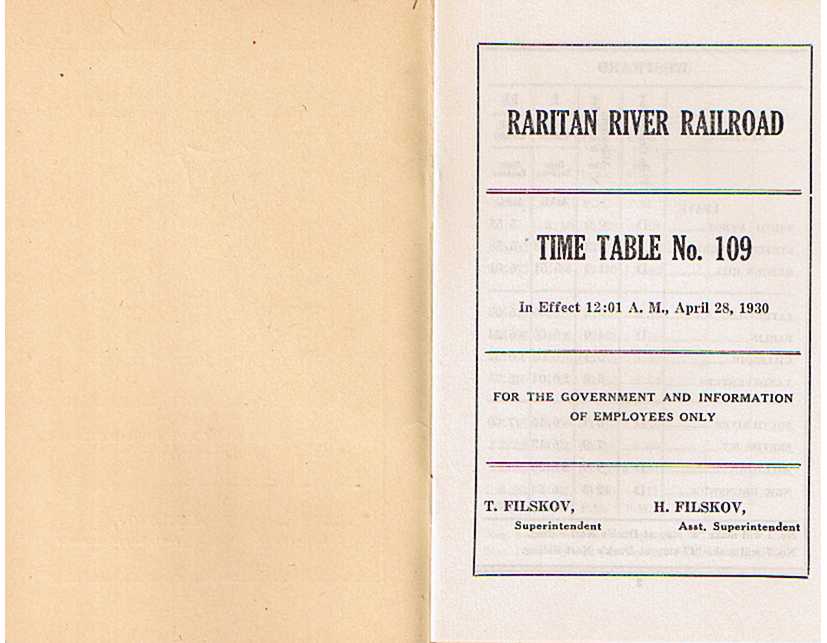 RARITAN RIVER RAILROAD
TIME TABLE No. 109
In Effect 12:01 A. M., April 28, 1930
FOR THE GOVERNMENT AND INFORMATION
OF EMPLOYEES ONLY
T. FILSKOV,
Superintendent
H. FILSKOV,
Asst. Superintendent